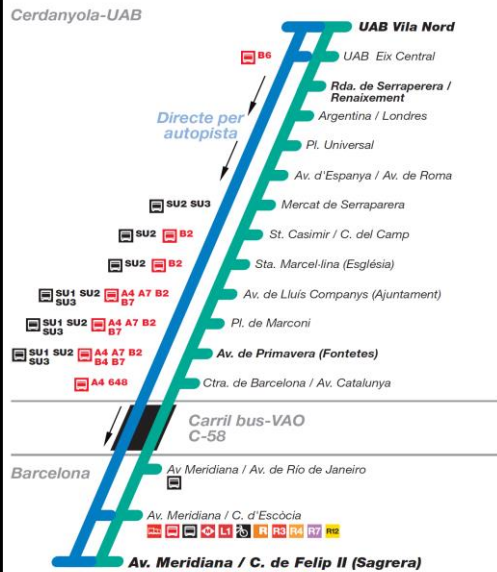 Cerdanyola-UAB
UAB Vila Nord
B6
UAB Eix Central
Rda. de Serraperera /
Renaixement
Directe per
autopista
Argentina / Londres
Pl. Universal
Av. d'Espanya / Av. de Roma
SU2 SU3
Mercat de Serraparera
SU2 B2
St. Casimir / C. del Camp
SU2 B2
Sta. Marcel·lina (Església)
SU1 SU2 A4 A7 B2
SU3 B7
Av. de Lluís Companys (Ajuntament)
SU1 SU2 A4 A7 B2
SU3 B7
Pl. de Marconi
SU1 SU2 A4 A7 B2
SU3 B4 B7
Av. de Primavera (Fontetes)
A4 648
Ctra. de Barcelona / Av. Catalunya
Carril bus-VAO
C-58
Barcelona
Av Meridiana / Av. de Río de Janeiro
Av. Meridiana / C. d'Escòcia
L1 R R3 R4 R7 R12
Av. Meridiana / C. de Felip II (Sagrera)